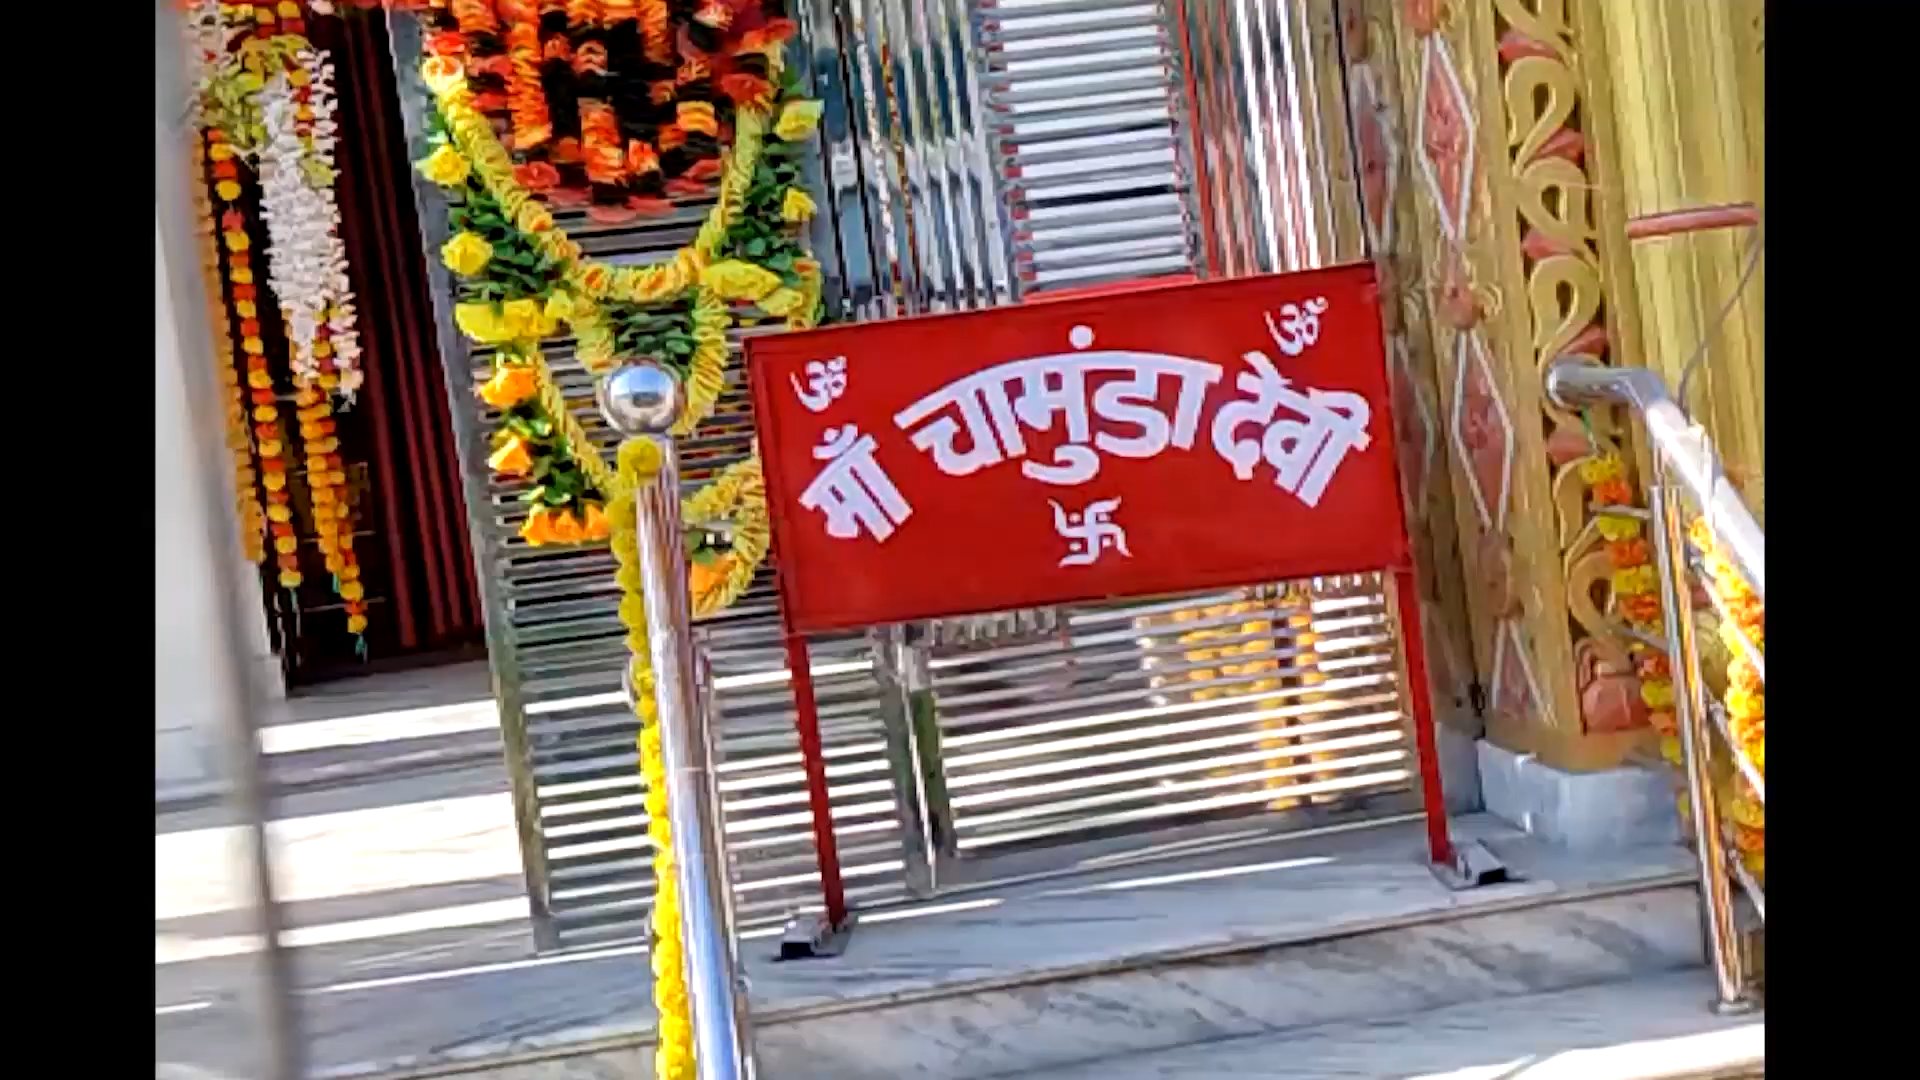 ॐ ॐ
माँ चामुंडा देवी
卐